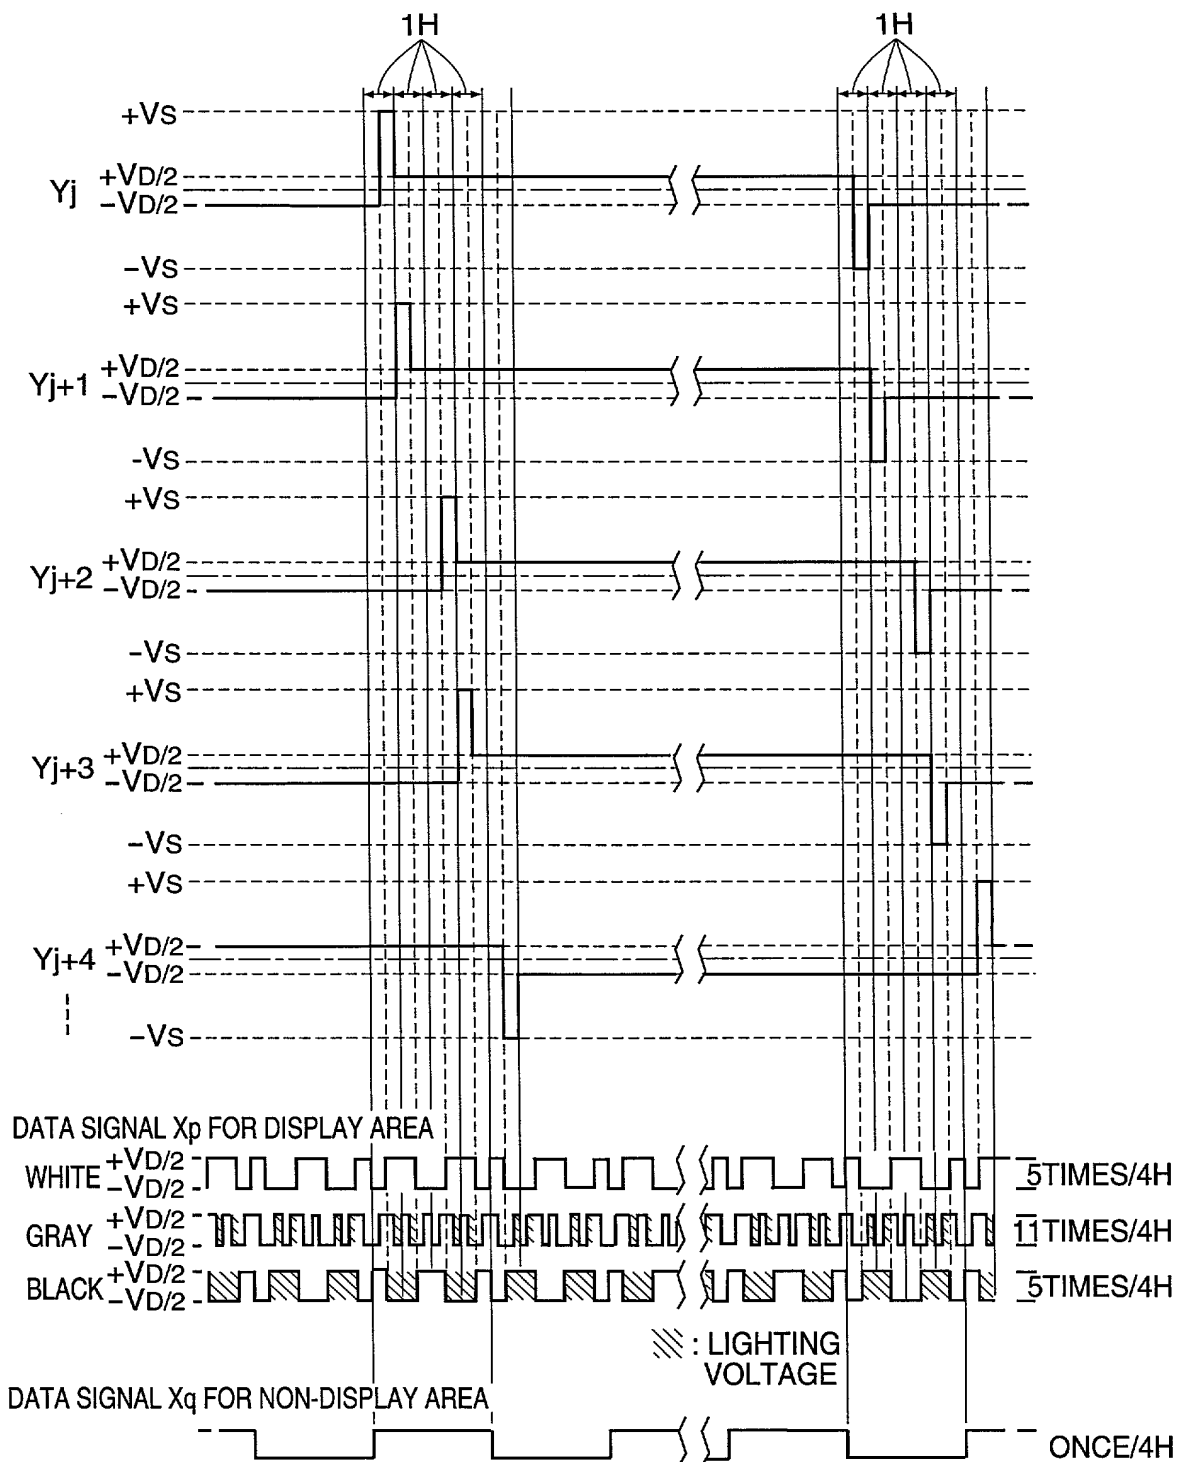 1H 1H
+VS
Yj +VD/2
−VD/2
−VS
+VS
Yj+1 +VD/2
−VD/2
-VS
+VS
Yj+2 +VD/2
−VD/2
−VS
+VS
Yj+3 +VD/2
−VD/2
−VS
+VS
Yj+4 +VD/2
−VD/2
−VS
DATA SIGNAL Xp FOR DISPLAY AREA
WHITE +VD/2
−VD/2 5TIMES/4H
GRAY +VD/2
−VD/2 11TIMES/4H
BLACK +VD/2
−VD/2 5TIMES/4H
: LIGHTING
VOLTAGE
DATA SIGNAL Xq FOR NON-DISPLAY AREA
ONCE/4H